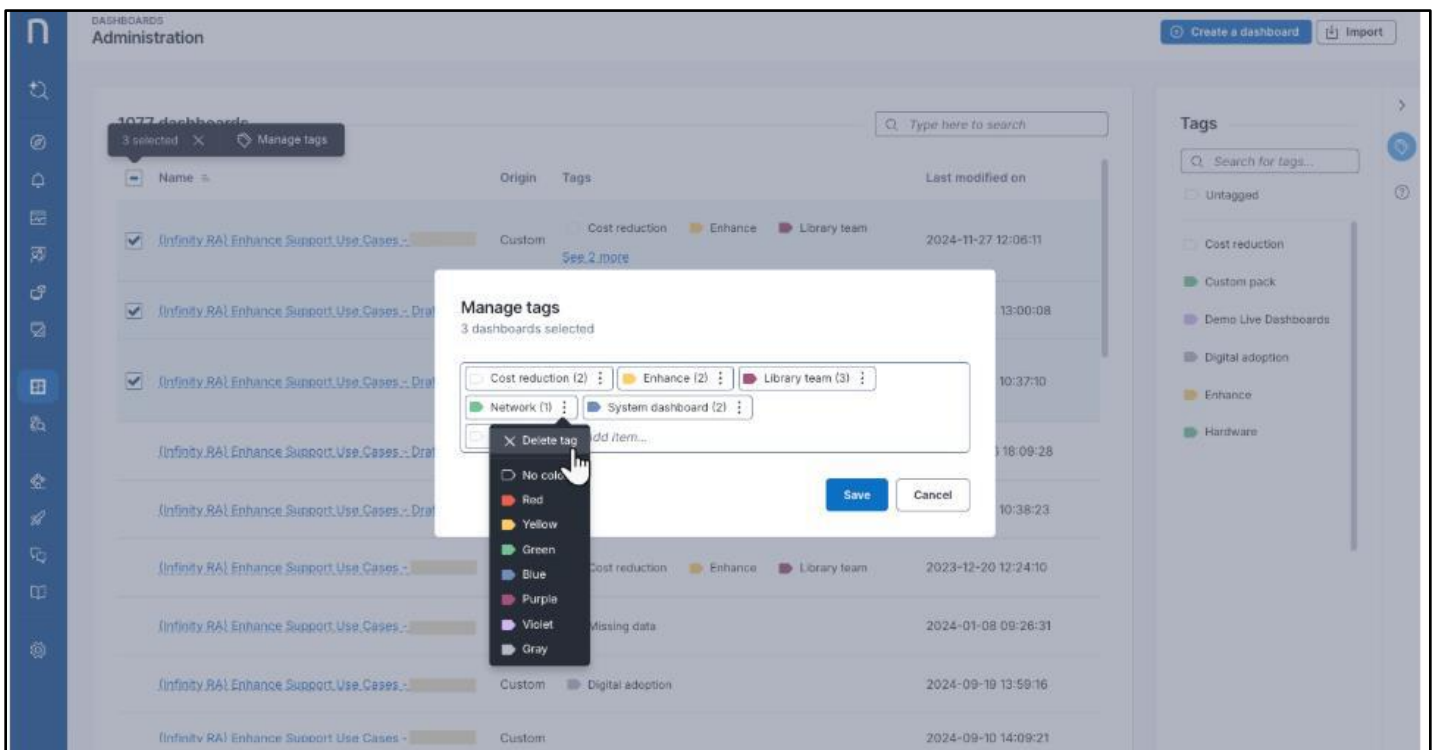 n
DASHBOARDS
Administration
Create a dashboard
Import
1077 dashboards
3 selected
Manage tags
Type here to search
Name
Origin
Tags
Last modified on
(Infinity RA) Enhance Support Use Cases -
Custom
Cost reduction
Enhance
Library team
See 2 more
2024-11-27 12:06:11
(Infinity RA) Enhance Support Use Cases - Draf
13:00:08
(Infinity RA) Enhance Support Use Cases - Draf
10:37:10
(Infinity RA) Enhance Support Use Cases - Draf
18:09:28
(Infinity RA) Enhance Support Use Cases - Draf
10:38:23
(Infinity RA) Enhance Support Use Cases -
Cost reduction
Enhance
Library team
2023-12-20 12:24:10
(Infinity RA) Enhance Support Use Cases -
Missing data
2024-01-08 09:26:31
(Infinity RA) Enhance Support Use Cases -
Custom
Digital adoption
2024-09-19 13:59:16
(Infinity RA) Enhance Support Use Cases -
Custom
2024-09-10 14:09:21
Manage tags
3 dashboards selected
Cost reduction (2)
Enhance (2)
Library team (3)
Network (1)
System dashboard (2)
dd item...
Save
Cancel
Delete tag
No colo
Red
Yellow
Green
Blue
Purple
Violet
Gray
Tags
Search for tags...
Untagged
Cost reduction
Custom pack
Demo Live Dashboards
Digital adoption
Enhance
Hardware